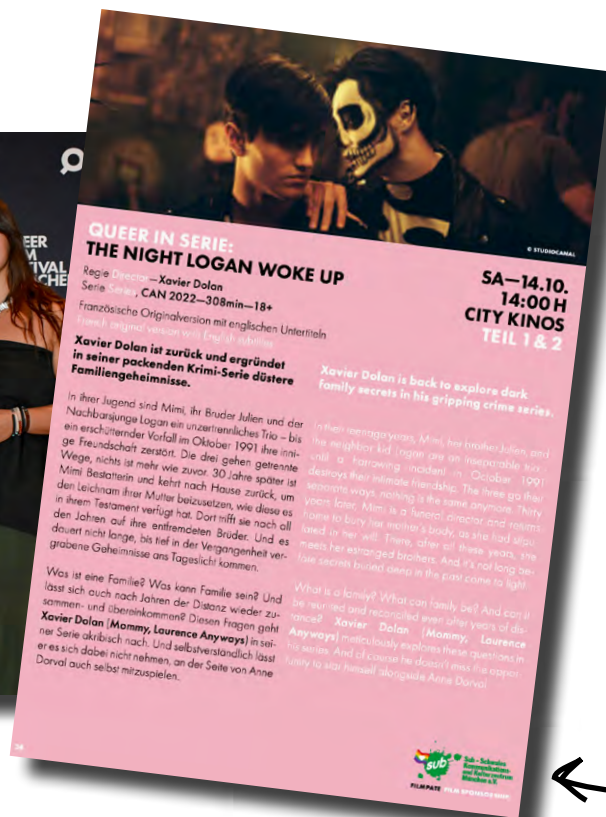 EER
M
IVAL
CHE
© STUDIOCANAL
QUEER IN SERIE:
THE NIGHT LOGAN WOKE UP
Regie Director—Xavier Dolan
Serie Series, CAN 2022—308min—18+
Französische Originalversion mit englischen Untertiteln
French original version with English subtitles
SA—14.10.
14:00 H
CITY KINOS
TEIL 1 & 2
Xavier Dolan ist zurück und ergründet
in seiner packenden Krimi-Serie düstere
Familiengeheimnisse.
In ihrer Jugend sind Mimi, ihr Bruder Julien und der
Nachbarsjunge Logan ein unzertrennliches Trio – bis
ein erschütternder Vorfall im Oktober 1991 ihre inni-
ge Freundschaft zerstört. Die drei gehen getrennte
Wege, nichts ist mehr wie zuvor. 30 Jahre später ist
Mimi Bestatterin und kehrt nach Hause zurück, um
den Leichnam ihrer Mutter beizusetzen, wie diese es
in ihrem Testament verfügt hat. Dort trifft sie nach all
den Jahren auf ihre entfremdeten Brüder. Und es
dauert nicht lange, bis tief in der Vergangenheit ver-
grabene Geheimnisse ans Tageslicht kommen.
Was ist eine Familie? Was kann Familie sein? Und
lässt sich auch nach Jahren der Distanz wieder zu-
sammen- und übereinkommen? Diesen Fragen geht
Xavier Dolan (Mommy, Laurence Anyways) in sei-
ner Serie akribisch nach. Und selbstverständlich lässt
er es sich dabei nicht nehmen, an der Seite von Anne
Dorval auch selbst mitzuspielen.
Xavier Dolan is back to explore dark
family secrets in his gripping crime series.
In their teenage years, Mimi, her brother Julien, and
the neighbor kid Logan are an inseparable trio –
until a harrowing incident in October 1991
destroys their intimate friendship. The three go their
separate ways, nothing is the same anymore. Thirty
years later, Mimi is a funeral director and returns
home to bury her mother's body, as she had stipu-
lated in her will. There, after all these years, she
meets her estranged brothers. And it's not long be-
fore secrets buried deep in the past come to light.
What is a family? What can family be? And can it
be reunited and reconciled even after years of dis-
tance? Xavier Dolan (Mommy, Laurence
Anyways) meticulously explores these questions in
his series. And of course he doesn't miss the oppor-
tunity to star himself alongside Anne Dorval.
sub
Sub – Schwules
Kommunikations-
und Kulturzentrum
München e.V.
FILMPATE FILM SPONSORSHIP